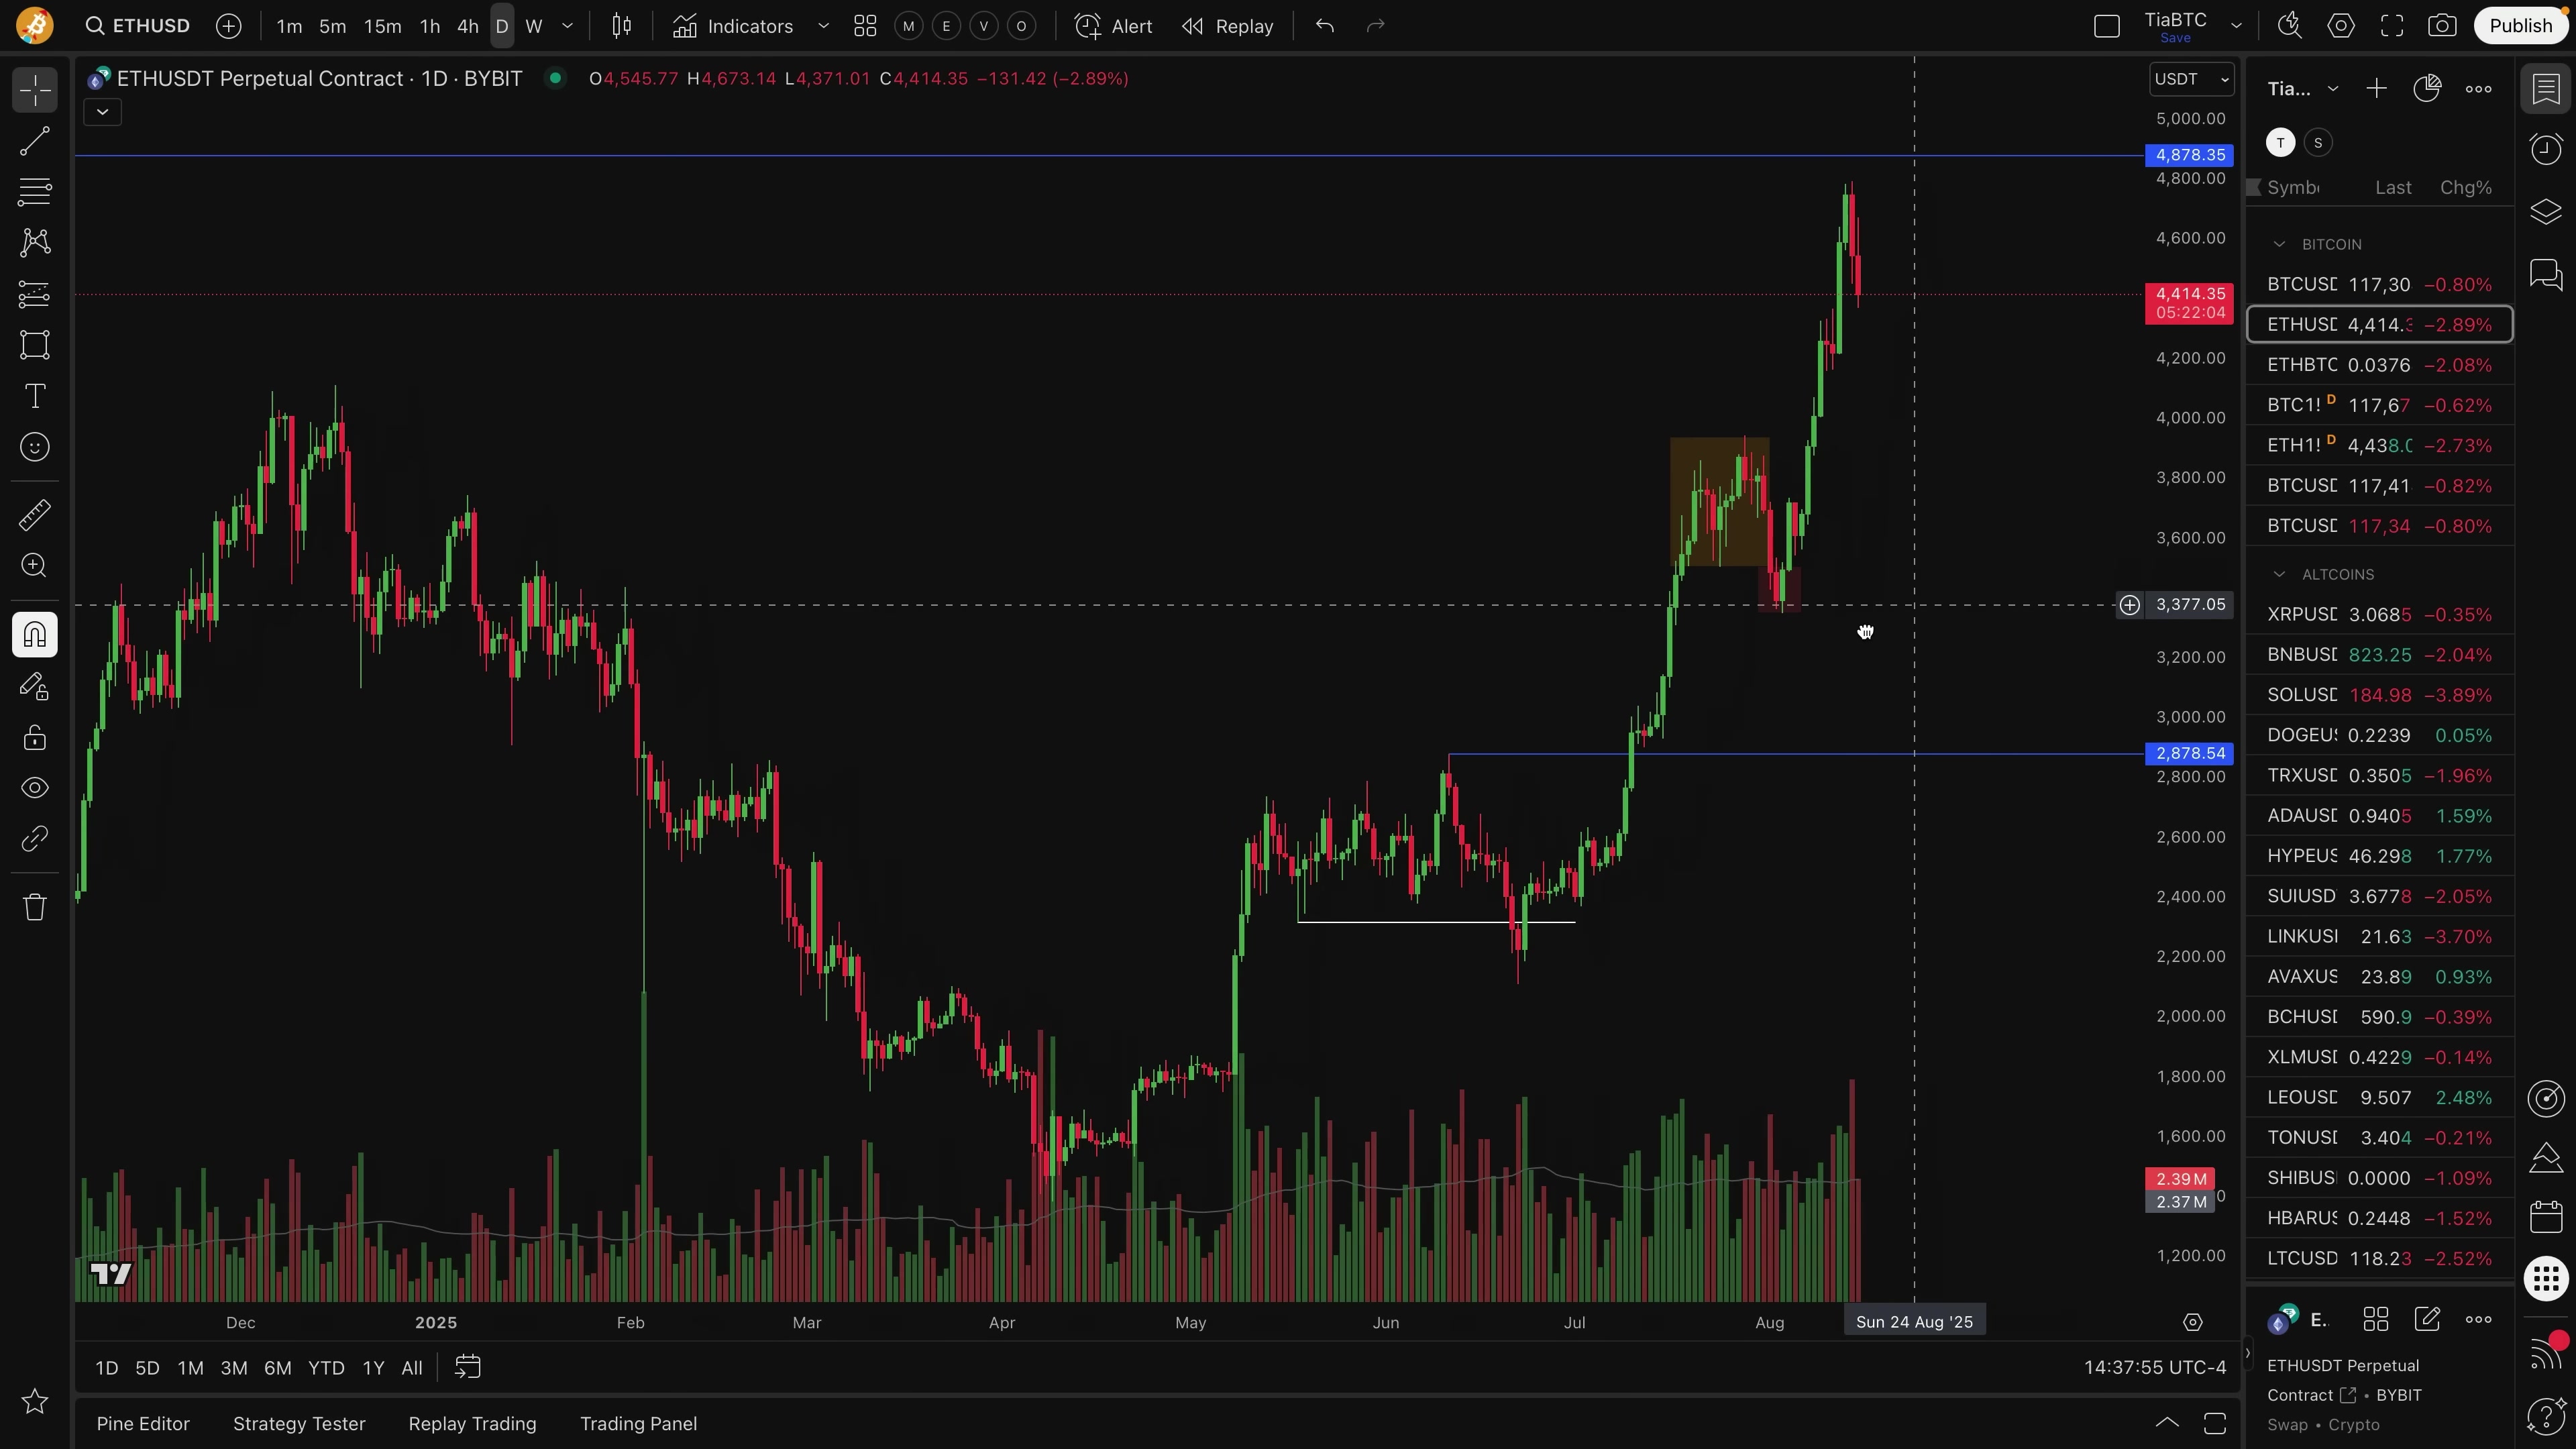 ETHUSD 1m 5m 15m 1h 4h D W Indicators M E V O Alert Replay TiaBTC Save Publish
ETHUSDT Perpetual Contract · 1D · BYBIT O4,545.77 H4,673.14 L4,371.01 C4,414.35 −131.42 (−2.89%)
USDT
5,000.00
4,878.35
4,800.00
4,600.00
4,414.35
05:22:04
4,200.00
4,000.00
3,800.00
3,600.00
3,377.05
3,200.00
3,000.00
2,878.54
2,800.00
2,600.00
2,400.00
2,200.00
2,000.00
1,800.00
1,600.00
2.39 M
2.37 M
1,200.00
Dec 2025 Feb Mar Apr May Jun Jul Aug Sun 24 Aug '25
1D 5D 1M 3M 6M YTD 1Y All 14:37:55 UTC-4
Pine Editor Strategy Tester Replay Trading Trading Panel
Tia...
T S
Symb Last Chg%
BITCOIN
BTCUSD 117,30 −0.80%
ETHUSD 4,414.3 −2.89%
ETHBTC 0.0376 −2.08%
BTC1! D 117,67 −0.62%
ETH1! D 4,438.0 −2.73%
BTCUSD 117,41 −0.82%
BTCUSD 117,34 −0.80%
ALTCOINS
XRPUSD 3.0685 −0.35%
BNBUSD 823.25 −2.04%
SOLUSD 184.98 −3.89%
DOGEUS 0.2239 0.05%
TRXUSD 0.3505 −1.96%
ADAUSD 0.9405 1.59%
HYPEUS 46.298 1.77%
SUIUSD 3.6778 −2.05%
LINKUSD 21.63 −3.70%
AVAXUS 23.89 0.93%
BCHUSD 590.9 −0.39%
XLMUSD 0.4229 −0.14%
LEOUSD 9.507 2.48%
TONUSD 3.404 −0.21%
SHIBUS 0.0000 −1.09%
HBARUS 0.2448 −1.52%
LTCUSD 118.23 −2.52%
E.
ETHUSDT Perpetual
Contract • BYBIT
Swap • Crypto